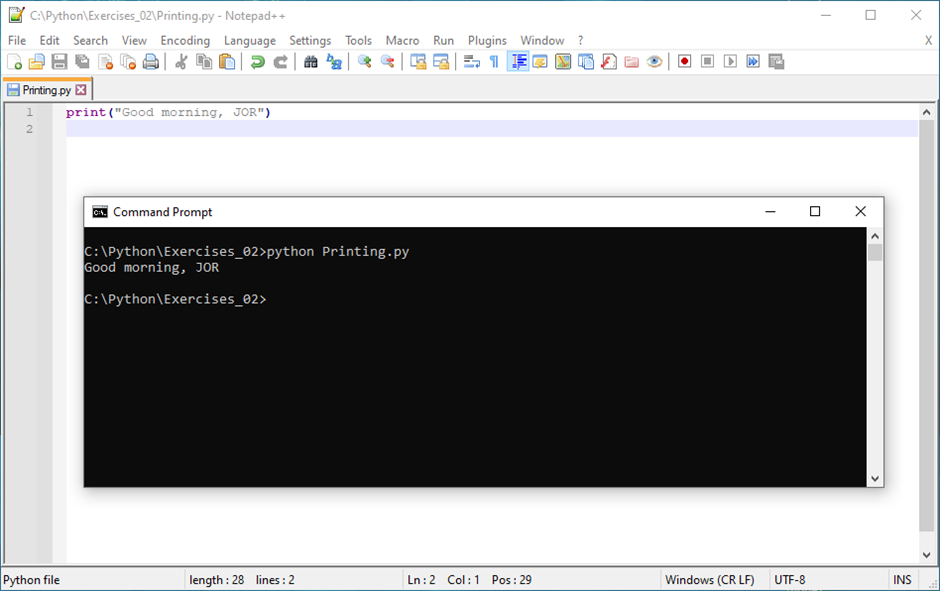 C:\Python\Exercises_02\Printing.py - Notepad++
File Edit Search View Encoding Language Settings Tools Macro Run Plugins Window ? X
Printing.py
1 print("Good morning, JOR")
2
Command Prompt
C:\Python\Exercises_02>python Printing.py
Good morning, JOR
C:\Python\Exercises_02>
Python file length : 28 lines : 2 Ln : 2 Col : 1 Pos : 29 Windows (CR LF) UTF-8 INS